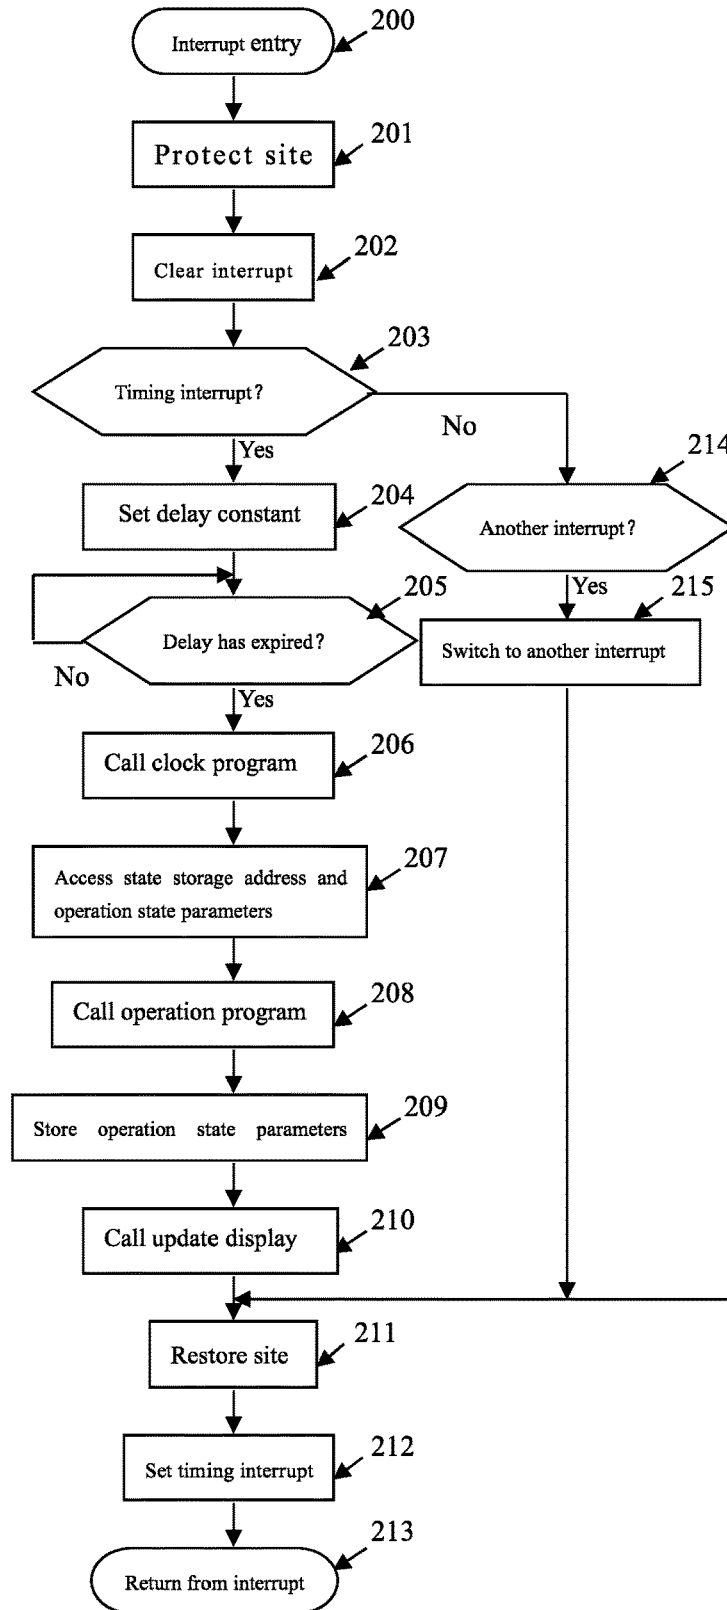 200
Interrupt entry
201
Protect site
202
Clear interrupt
203
Timing interrupt?
No
Yes
214
Set delay constant
204
Another interrupt?
205
Yes
215
Delay has expired?
Switch to another interrupt
No
Yes
206
Call clock program
207
Access state storage address and
operation state parameters
208
Call operation program
209
Store operation state parameters
210
Call update display
211
Restore site
212
Set timing interrupt
213
Return from interrupt